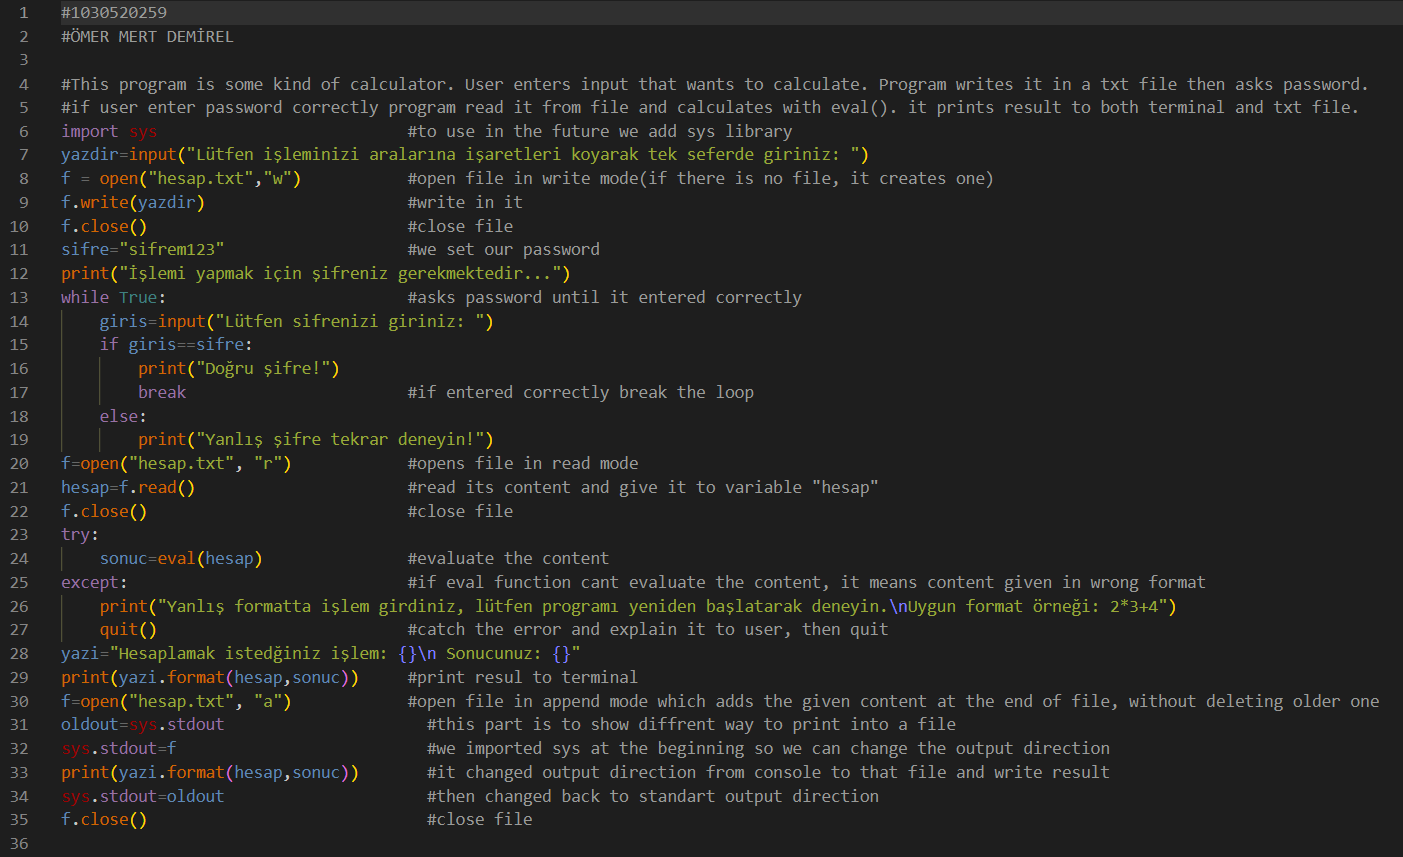 1 #1030520259
2 #ÖMER MERT DEMİREL
3
4 #This program is some kind of calculator. User enters input that wants to calculate. Program writes it in a txt file then asks password.
5 #if user enter password correctly program read it from file and calculates with eval(). it prints result to both terminal and txt file.
6 import sys #to use in the future we add sys library
7 yazdir=input("Lütfen işleminizi aralarına işaretleri koyarak tek seferde giriniz: ")
8 f = open("hesap.txt","w") #open file in write mode(if there is no file, it creates one)
9 f.write(yazdir) #write in it
10 f.close() #close file
11 sifre="sifrem123" #we set our password
12 print("İşlemi yapmak için şifreniz gerekmektedir...")
13 while True: #asks password until it entered correctly
14 giris=input("Lütfen sifrenizi giriniz: ")
15 if giris==sifre:
16 print("Doğru şifre!")
17 break #if entered correctly break the loop
18 else:
19 print("Yanlış şifre tekrar deneyin!")
20 f=open("hesap.txt", "r") #opens file in read mode
21 hesap=f.read() #read its content and give it to variable "hesap"
22 f.close() #close file
23 try:
24 sonuc=eval(hesap) #evaluate the content
25 except: #if eval function cant evaluate the content, it means content given in wrong format
26 print("Yanlış formatta işlem girdiniz, lütfen programı yeniden başlatarak deneyin.\nUygun format örneği: 2*3+4")
27 quit() #catch the error and explain it to user, then quit
28 yazi="Hesaplamak istedğiniz işlem: {}\n Sonucunuz: {}"
29 print(yazi.format(hesap,sonuc)) #print resul to terminal
30 f=open("hesap.txt", "a") #open file in append mode which adds the given content at the end of file, without deleting older one
31 oldout=sys.stdout #this part is to show diffrent way to print into a file
32 sys.stdout=f #we imported sys at the beginning so we can change the output direction
33 print(yazi.format(hesap,sonuc)) #it changed output direction from console to that file and write result
34 sys.stdout=oldout #then changed back to standart output direction
35 f.close() #close file
36